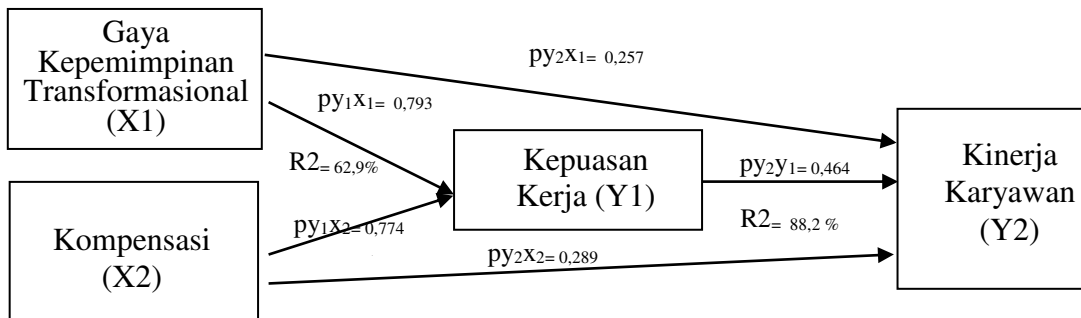 Gaya
Kepemimpinan
Transformasional
(X1)
py₂x₁= 0,257
py₁x₁= 0,793
R2= 62,9%
Kepuasan
Kerja (Y1)
py₂y₁= 0,464
R2= 88,2 %
Kinerja
Karyawan
(Y2)
Kompensasi
(X2)
py₁x₂= 0,774
py₂x₂= 0,289